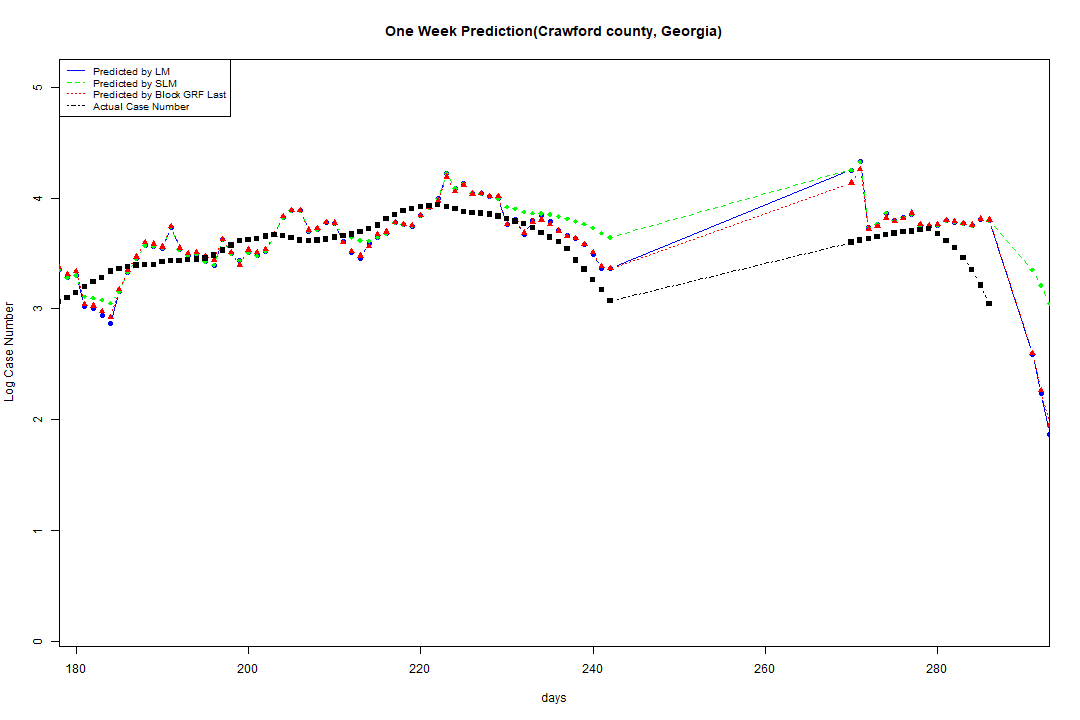 One Week Prediction(Crawford county, Georgia)
Predicted by LM
Predicted by SLM
Predicted by Block GRF Last
Actual Case Number
5
4
3
2
1
0
Log Case Number
180 200 220 240 260 280
days